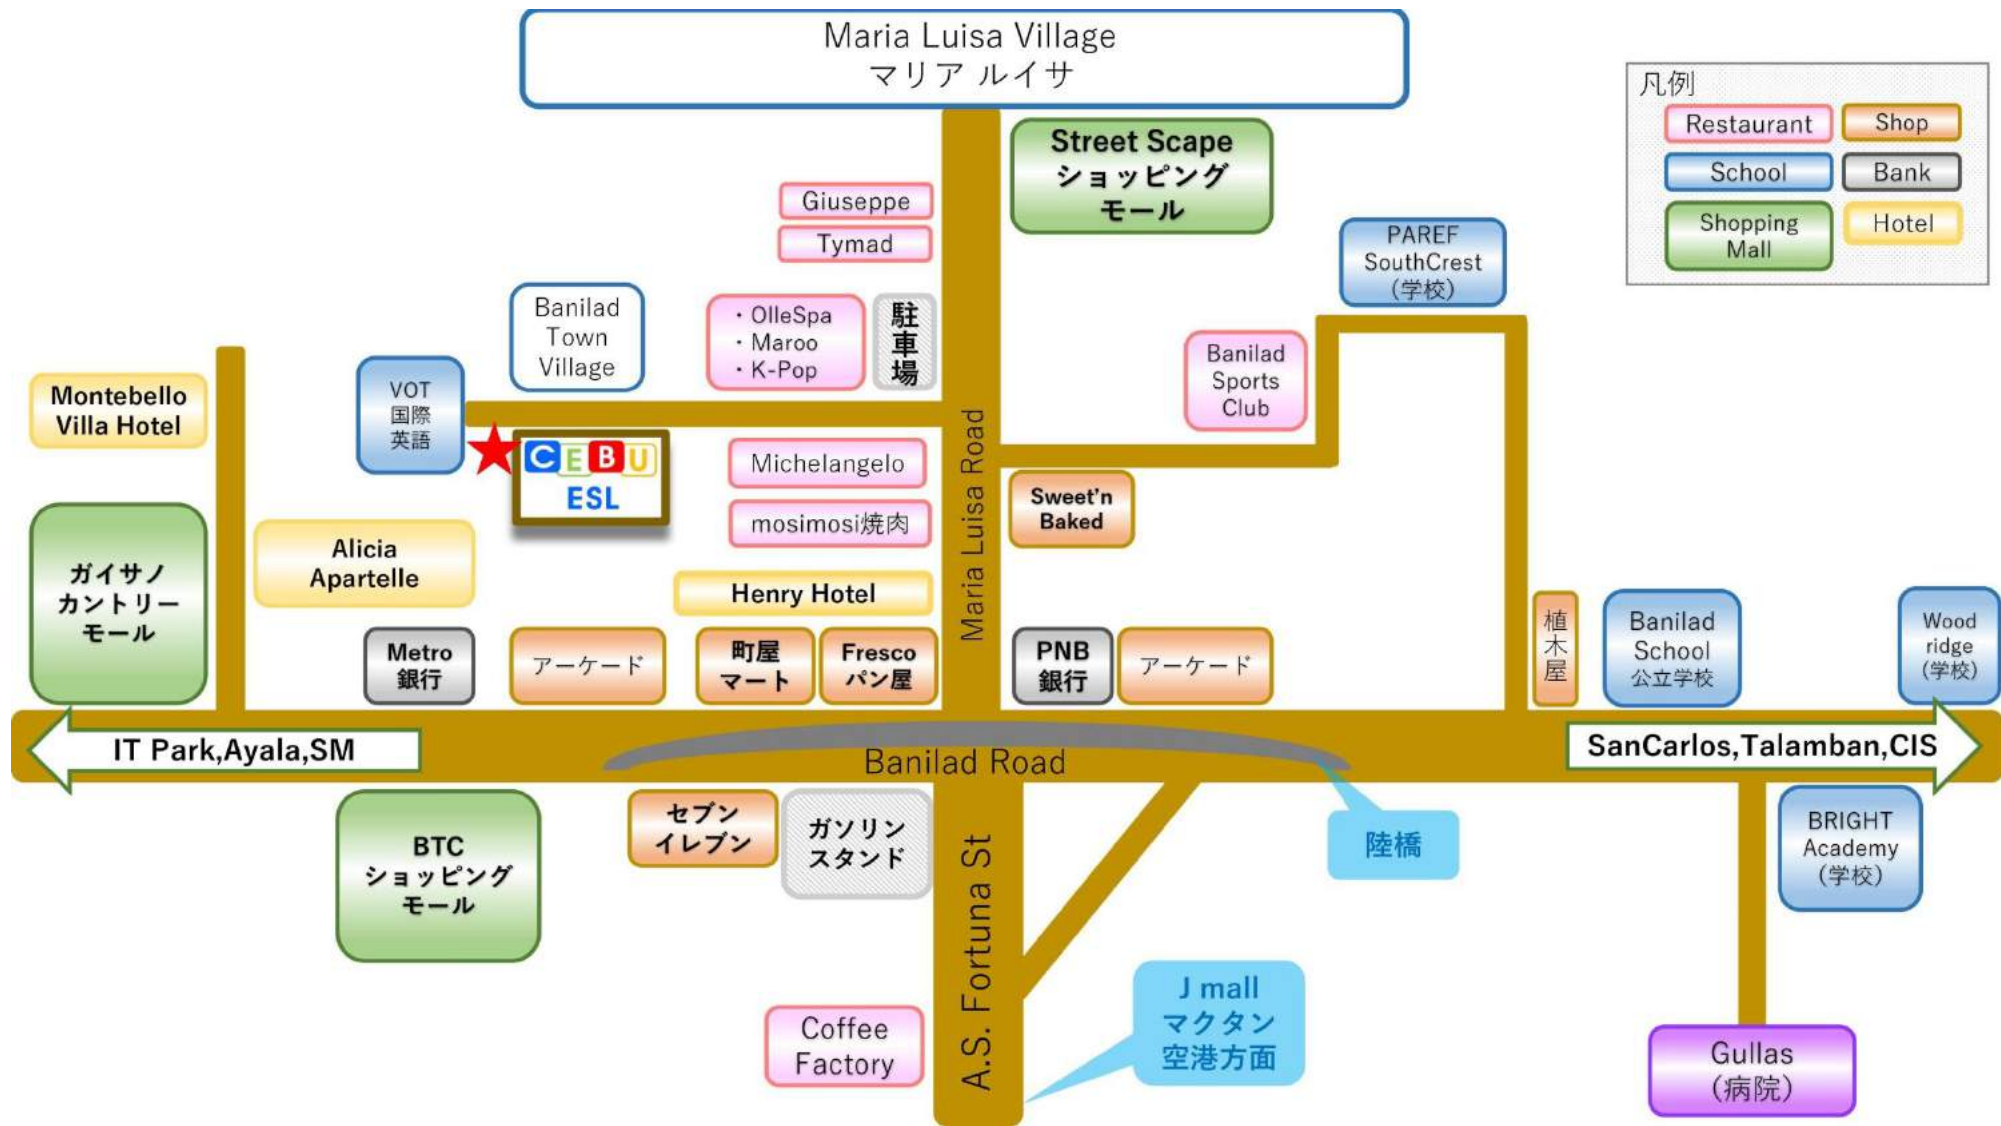 Maria Luisa Village
マリア ルイサ
凡例
Restaurant
Shop
School
Bank
Shopping
Mall
Hotel
Street Scape
ショッピング
モール
Giuseppe
Tymad
PAREF
SouthCrest
（学校）
Banilad
Town
Village
・OlleSpa
・Maroo
・K-Pop
駐
車
場
Banilad
Sports
Club
Montebello
Villa Hotel
VOT
国際
英語
CEBU
ESL
Michelangelo
mosimosi焼肉
Maria Luisa Road
Sweet'n
Baked
ガイサノ
カントリー
モール
Alicia
Apartelle
Henry Hotel
Metro
銀行
アーケード
町屋
マート
Fresco
パン屋
PNB
銀行
アーケード
植
木
屋
Banilad
School
公立学校
Wood
ridge
（学校）
IT Park,Ayala,SM
Banilad Road
SanCarlos,Talamban,CIS
BTC
ショッピング
モール
セブン
イレブン
ガソリン
スタンド
A.S. Fortuna St
陸橋
BRIGHT
Academy
（学校）
Coffee
Factory
J mall
マクタン
空港方面
Gullas
（病院）